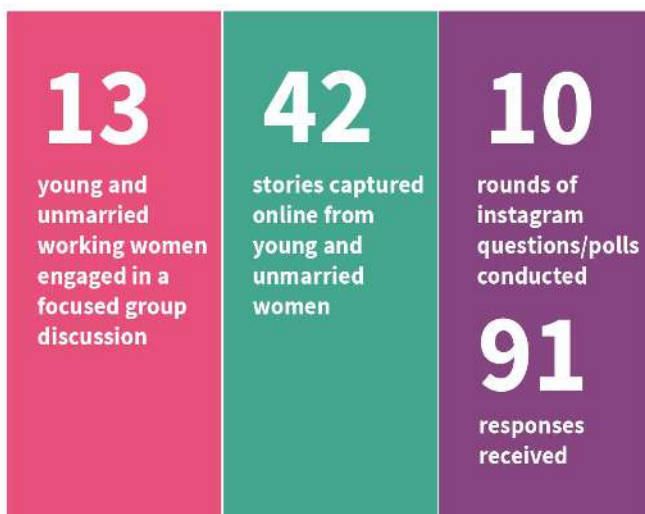 13
young and
unmarried
working women
engaged in a
focused group
discussion
42
stories captured
online from
young and
unmarried
women
10
rounds of
instagram
questions/polls
conducted
91
responses
received